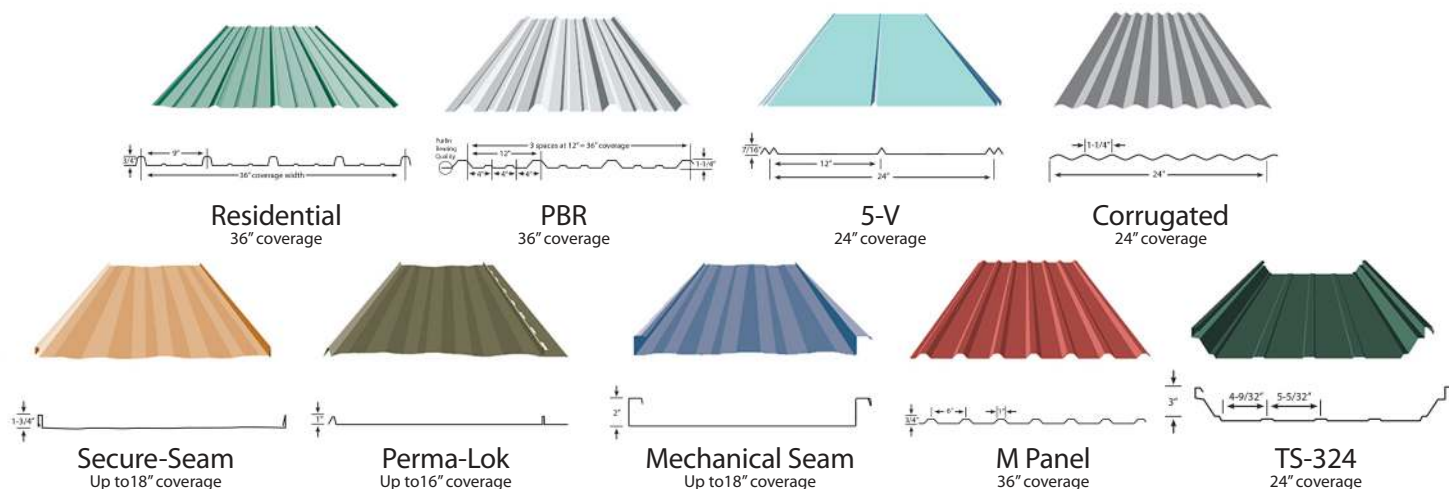 3/4"
9"
36" coverage width
Residential
36" coverage
Purlin
Bearing
Quality
3 spaces at 12" = 36" coverage
12"
4" 4" 4"
1-1/4"
PBR
36" coverage
7/16"
12"
24"
5-V
24" coverage
1-1/4"
24"
Corrugated
24" coverage
1-3/4"
Secure-Seam
Up to18" coverage
1"
Perma-Lok
Up to16" coverage
2"
Mechanical Seam
Up to18" coverage
3/4"
6"
1"
M Panel
36" coverage
3"
4-9/32" 5-5/32"
TS-324
24" coverage